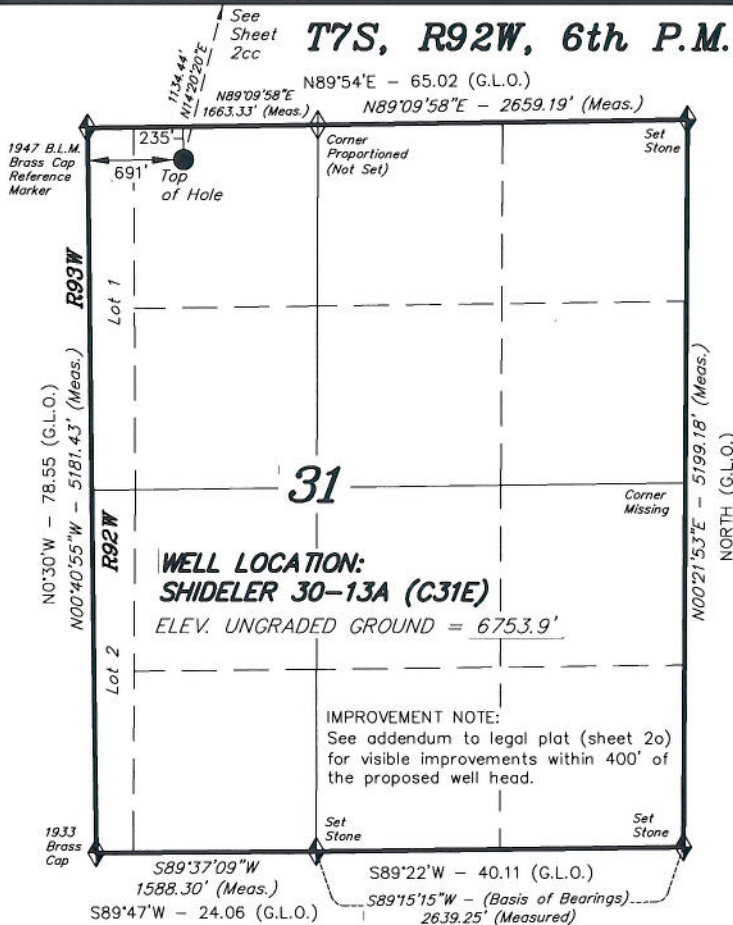 See
Sheet
2cc
T7S, R92W, 6th P.M.
1134.44'
N14°20'20"E
N89°54'E - 65.02 (G.L.O.)
N89°09'58"E
1663.33' (Meas.)
N89°09'58"E - 2659.19' (Meas.)
1947 B.L.M.
Brass Cap
Reference
Marker
235'
691'
Top
of Hole
Corner
Proportioned
(Not Set)
Set
Stone
R93W
Lot 1
N0°30'W - 78.55 (G.L.O.)
N00°40'55"W - 5181.43' (Meas.)
N00°21'53"E - 5199.18' (Meas.)
NORTH (G.L.O.)
31
Corner
Missing
R92W
WELL LOCATION:
SHIDELER 30-13A (C31E)
ELEV. UNGRADED GROUND = 6753.9'
Lot 2
IMPROVEMENT NOTE:
See addendum to legal plat (sheet 2o)
for visible improvements within 400' of
the proposed well head.
1933
Brass
Cap
Set
Stone
Set
Stone
S89°37'09"W
1588.30' (Meas.)
S89°47'W - 24.06 (G.L.O.)
S89°22'W - 40.11 (G.L.O.)
S89°15'15"W - (Basis of Bearings)
2639.25' (Measured)